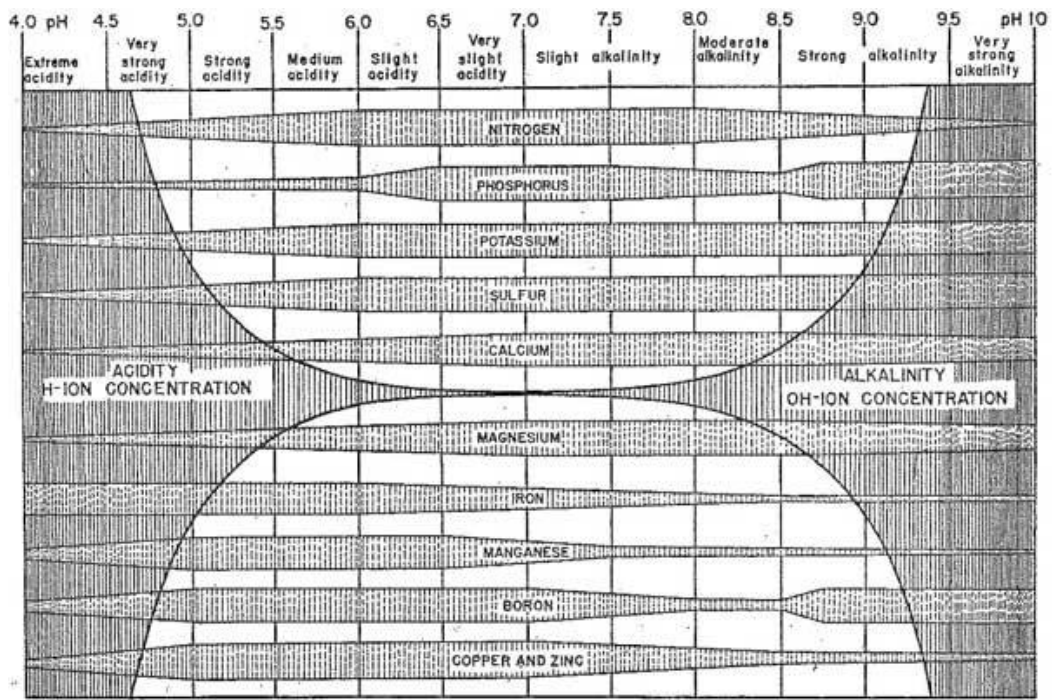 4.0 pH 4.5 5.0 5.5 6.0 6.5 7.0 7.5 8.0 8.5 9.0 9.5 pH 10
Extreme acidity
Very strong acidity
Strong acidity
Medium acidity
Slight acidity
Very slight acidity
Slight alkalinity
Moderate alkalinity
Strong alkalinity
Very strong alkalinity
NITROGEN
PHOSPHORUS
POTASSIUM
SULFUR
CALCIUM
ACIDITY
H-ION CONCENTRATION
ALKALINITY
OH-ION CONCENTRATION
MAGNESIUM
IRON
MANGANESE
BORON
COPPER AND ZINC